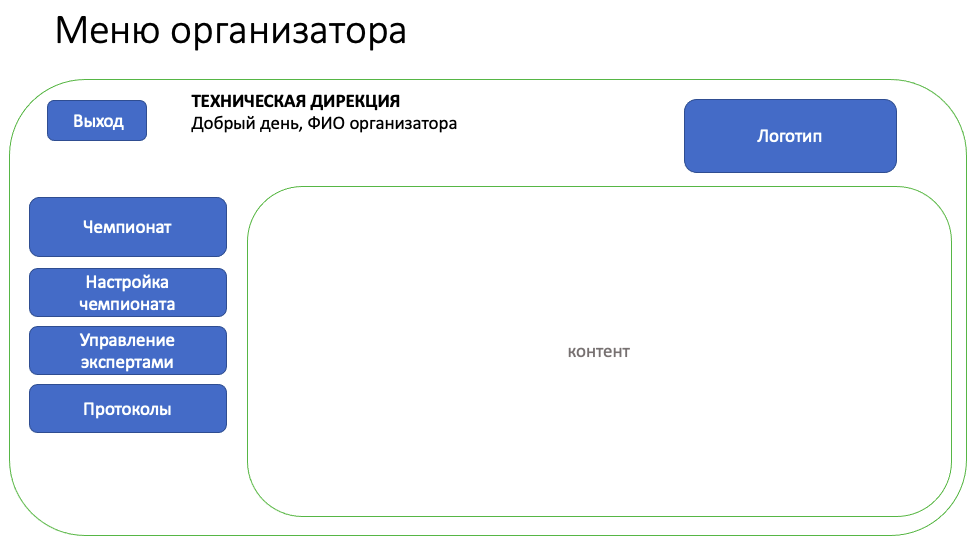 Меню организатора
Выход
ТЕХНИЧЕСКАЯ ДИРЕКЦИЯ
Добрый день, ФИО организатора
Логотип
Чемпионат
Настройка
чемпионата
Управление
экспертами
Протоколы
контент